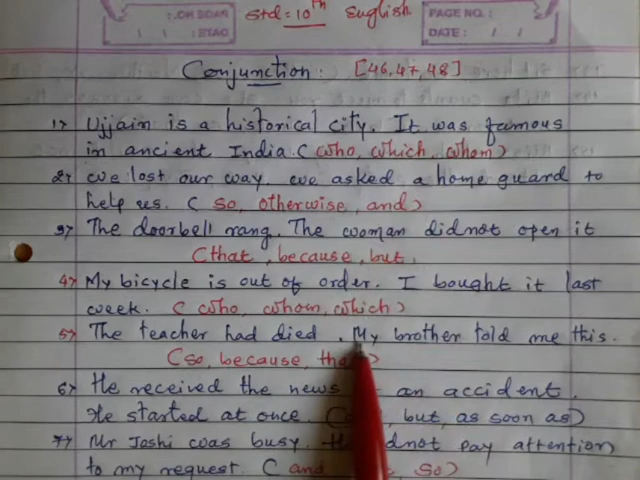 Std = 10th English
PAGE NO. :
DATE : / /
Conjunction : [46, 47, 48]
1) Ujjain is a historical city. It was famous
in ancient India. (who, which, whom)
2) we lost our way. we asked a home guard to
help us. (so, otherwise, and)
3) The doorbell rang. The woman didnot open it
(that, because, but.
4) My bicycle is out of order. I bought it last
week. (who, whom, which)
5) The teacher had died. My brother told me this.
(so, because,
6) He received the news an accident.
He started at once. ( but, as soon as)
7) Mr Joshi was busy. pay attention
to my request. (and so)